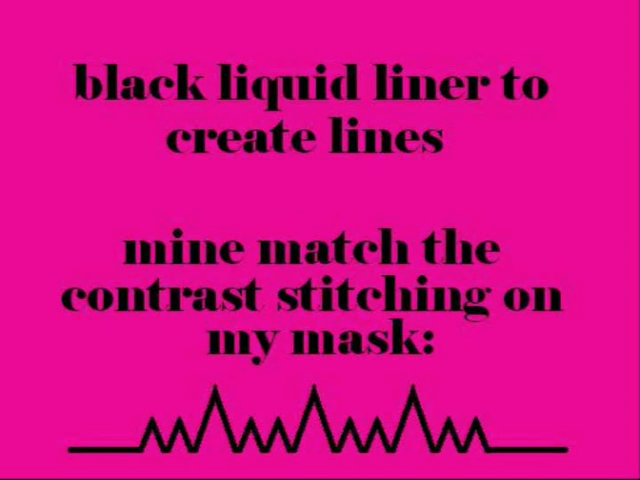 black liquid liner to
create lines
mine match the
contrast stitching on
my mask: